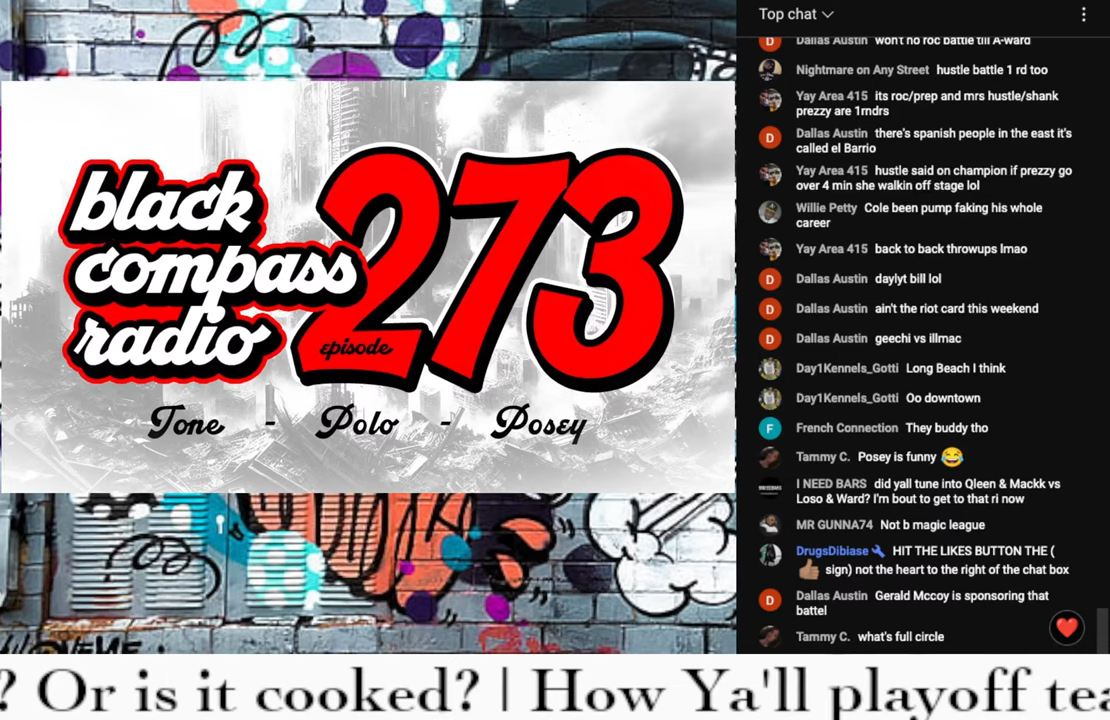 Top chat
Dallas Austin won't no roc battle till A-ward
Nightmare on Any Street hustle battle 1 rd too
Yay Area 415 its roc/prep and mrs hustle/shank
prezzy are 1rndrs
Dallas Austin there's spanish people in the east it's
called el Barrio
Yay Area 415 hustle said on champion if prezzy go
over 4 min she walkin off stage lol
Willie Petty Cole been pump faking his whole
career
Yay Area 415 back to back throwups lmao
Dallas Austin daylyt bill lol
Dallas Austin ain't the riot card this weekend
Dallas Austin geechi vs illmac
Day1Kennels_Gotti Long Beach I think
Day1Kennels_Gotti Oo downtown
French Connection They buddy tho
Tammy C. Posey is funny 😂
I NEED BARS did yall tune into Qleen & Mackk vs
Loso & Ward? I'm bout to get to that ri now
MR GUNNA74 Not b magic league
DrugsDibiase HIT THE LIKES BUTTON THE (
👍🏽 sign) not the heart to the right of the chat box
Dallas Austin Gerald Mccoy is sponsoring that
battel
Tammy C. what's full circle
black
compass
radio
273
episode
Tone - Polo - Posey
? Or is it cooked? | How Ya'll playoff tea